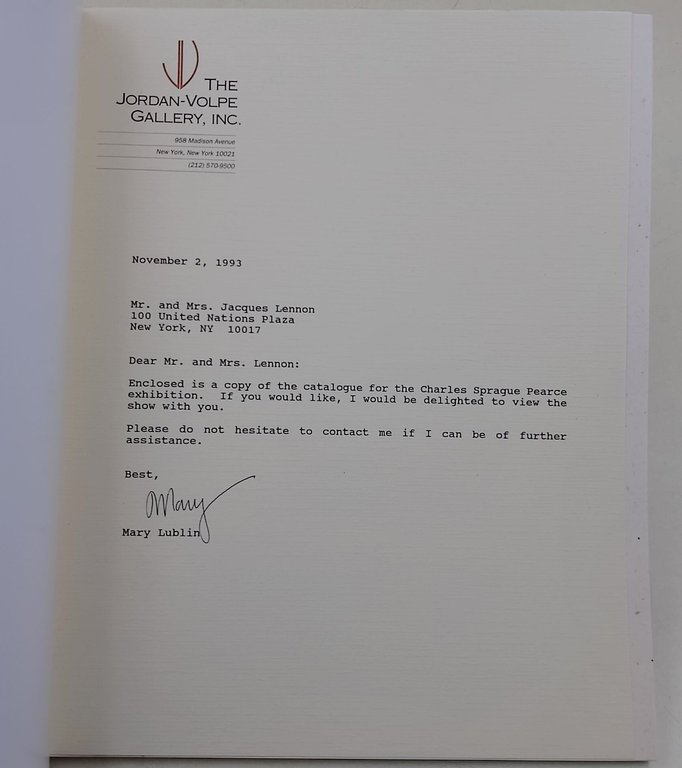 THE
JORDAN-VOLPE
GALLERY, INC.
958 Madison Avenue
New York, New York 10021
(212) 570-9500
November 2, 1993
Mr. and Mrs. Jacques Lennon
100 United Nations Plaza
New York, NY 10017
Dear Mr. and Mrs. Lennon:
Enclosed is a copy of the catalogue for the Charles Sprague Pearce
exhibition. If you would like, I would be delighted to view the
show with you.
Please do not hesitate to contact me if I can be of further
assistance.
Best,
Mary
Mary Lublin